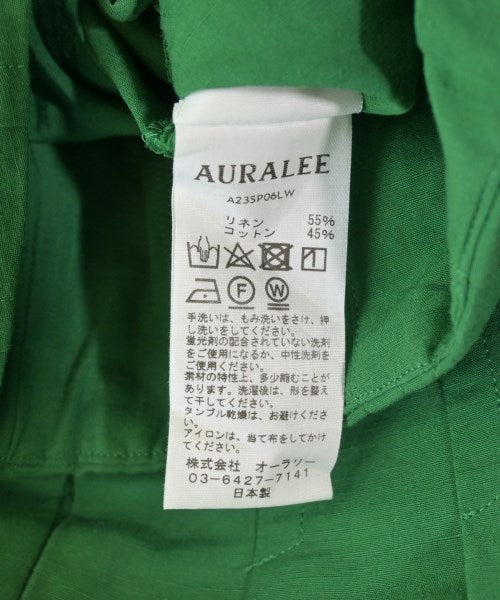 AURALEE
A23SP06LW
リネン 55%
コットン 45%
F W
手洗いは、もみ洗いをさけ、押
し洗いをしてください。
蛍光剤の配合されていない洗剤
をご使用になるか、中性洗剤を
ご使用ください。
素材の特性上、多少縮むことが
あります。洗濯後は、形を整え
て干してください。
タンブル乾燥は、お避けくださ
い。
アイロンは、当て布をしてかけ
てください。
株式会社 オーラリー
03-6427-7141
日本製